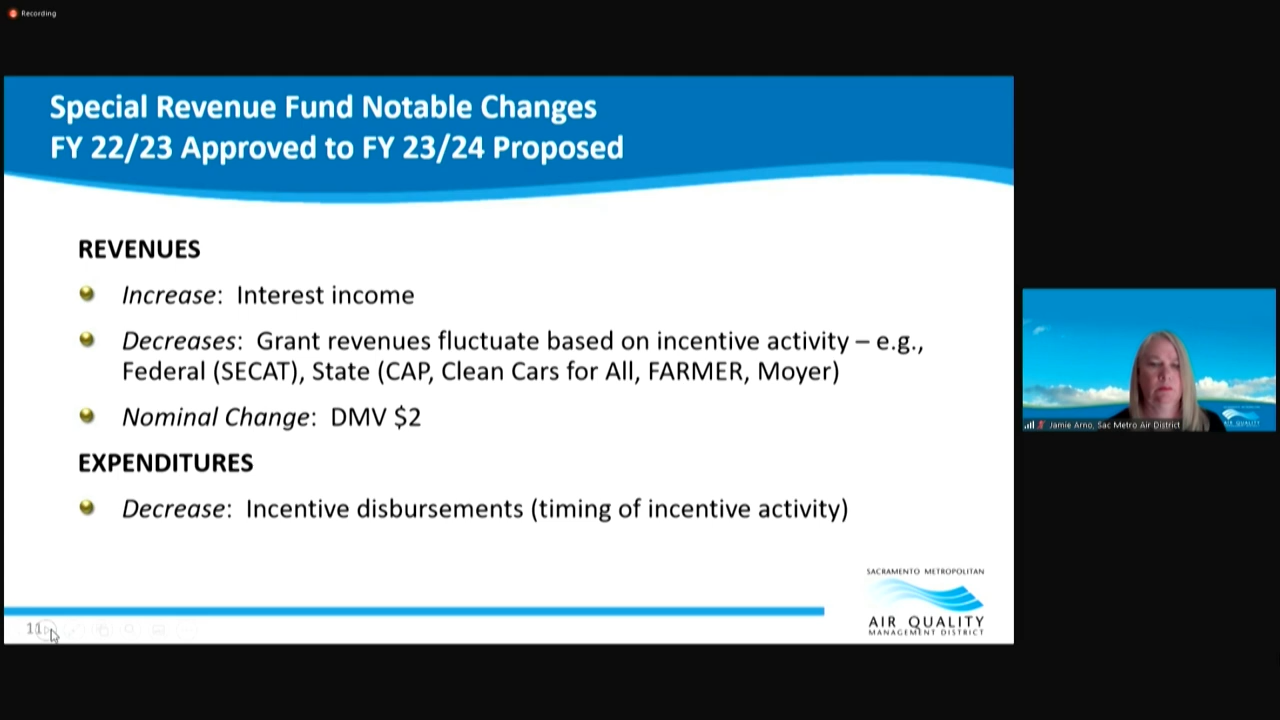 Recording
Special Revenue Fund Notable Changes
FY 22/23 Approved to FY 23/24 Proposed
REVENUES
Increase: Interest income
Decreases: Grant revenues fluctuate based on incentive activity – e.g.,
Federal (SECAT), State (CAP, Clean Cars for All, FARMER, Moyer)
Nominal Change: DMV $2
EXPENDITURES
Decrease: Incentive disbursements (timing of incentive activity)
SACRAMENTO METROPOLITAN
AIR QUALITY
MANAGEMENT DISTRICT
11
Jamie Arno, Sac Metro Air District
AIR QUALITY